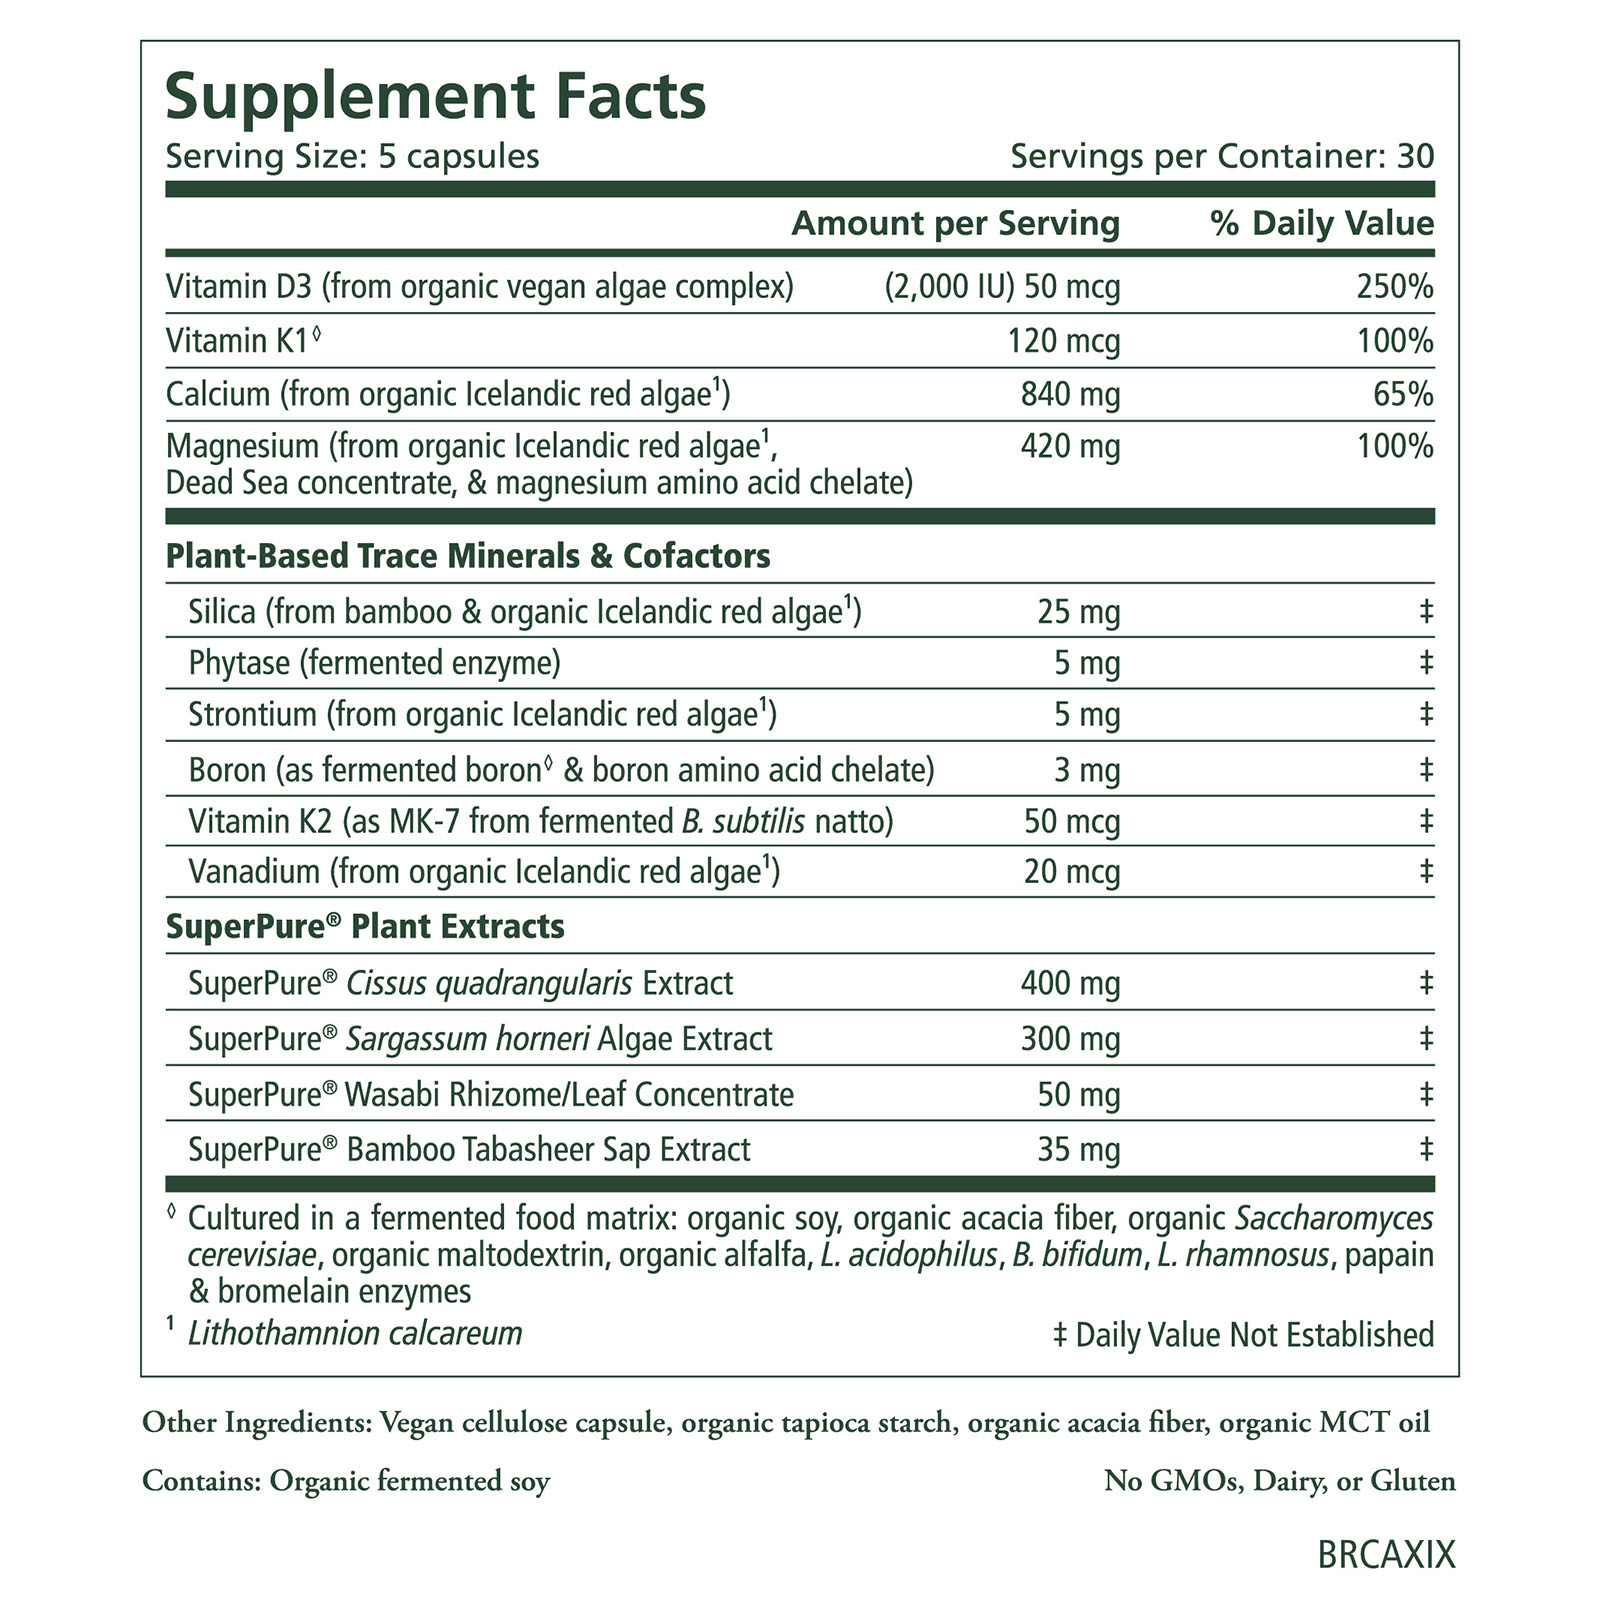 Supplement Facts
Serving Size: 5 capsules Servings per Container: 30
Amount per Serving % Daily Value
Vitamin D3 (from organic vegan algae complex) (2,000 IU) 50 mcg 250%
Vitamin K1◊ 120 mcg 100%
Calcium (from organic Icelandic red algae¹) 840 mg 65%
Magnesium (from organic Icelandic red algae¹, 420 mg 100%
Dead Sea concentrate, & magnesium amino acid chelate)
Plant-Based Trace Minerals & Cofactors
Silica (from bamboo & organic Icelandic red algae¹) 25 mg ‡
Phytase (fermented enzyme) 5 mg ‡
Strontium (from organic Icelandic red algae¹) 5 mg ‡
Boron (as fermented boron◊ & boron amino acid chelate) 3 mg ‡
Vitamin K2 (as MK-7 from fermented B. subtilis natto) 50 mcg ‡
Vanadium (from organic Icelandic red algae¹) 20 mcg ‡
SuperPure® Plant Extracts
SuperPure® Cissus quadrangularis Extract 400 mg ‡
SuperPure® Sargassum horneri Algae Extract 300 mg ‡
SuperPure® Wasabi Rhizome/Leaf Concentrate 50 mg ‡
SuperPure® Bamboo Tabasheer Sap Extract 35 mg ‡
◊ Cultured in a fermented food matrix: organic soy, organic acacia fiber, organic Saccharomyces
cerevisiae, organic maltodextrin, organic alfalfa, L. acidophilus, B. bifidum, L. rhamnosus, papain
& bromelain enzymes
¹ Lithothamnion calcareum ‡ Daily Value Not Established
Other Ingredients: Vegan cellulose capsule, organic tapioca starch, organic acacia fiber, organic MCT oil
Contains: Organic fermented soy No GMOs, Dairy, or Gluten
BRCAXIX